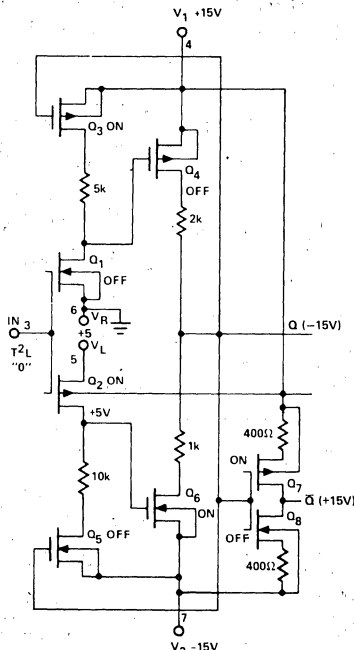 V1 +15V
4
Q3 ON
Q4
OFF
5k
2k
Q1
OFF
6 VR
+5
IN 3
VL
T²L
"0"
5
Q (-15V)
Q2 ON
+5V
400Ω
1k
ON
Q7
10k
Q6
ON
Q̅ (+15V)
OFF
Q8
Q5 OFF
400Ω
7
V2 -15V